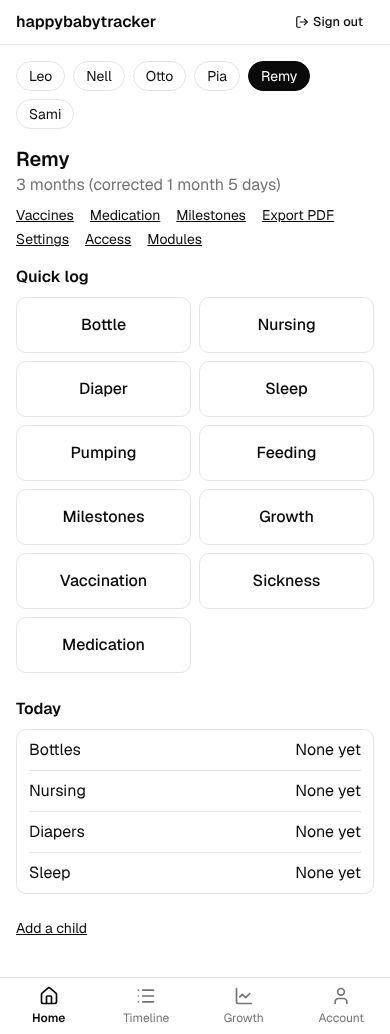 happybabytracker
Sign out
Leo Nell Otto Pia Remy
Sami
Remy
3 months (corrected 1 month 5 days)
Vaccines Medication Milestones Export PDF
Settings Access Modules
Quick log
Bottle Nursing
Diaper Sleep
Pumping Feeding
Milestones Growth
Vaccination Sickness
Medication
Today
Bottles None yet
Nursing None yet
Diapers None yet
Sleep None yet
Add a child
Home Timeline Growth Account